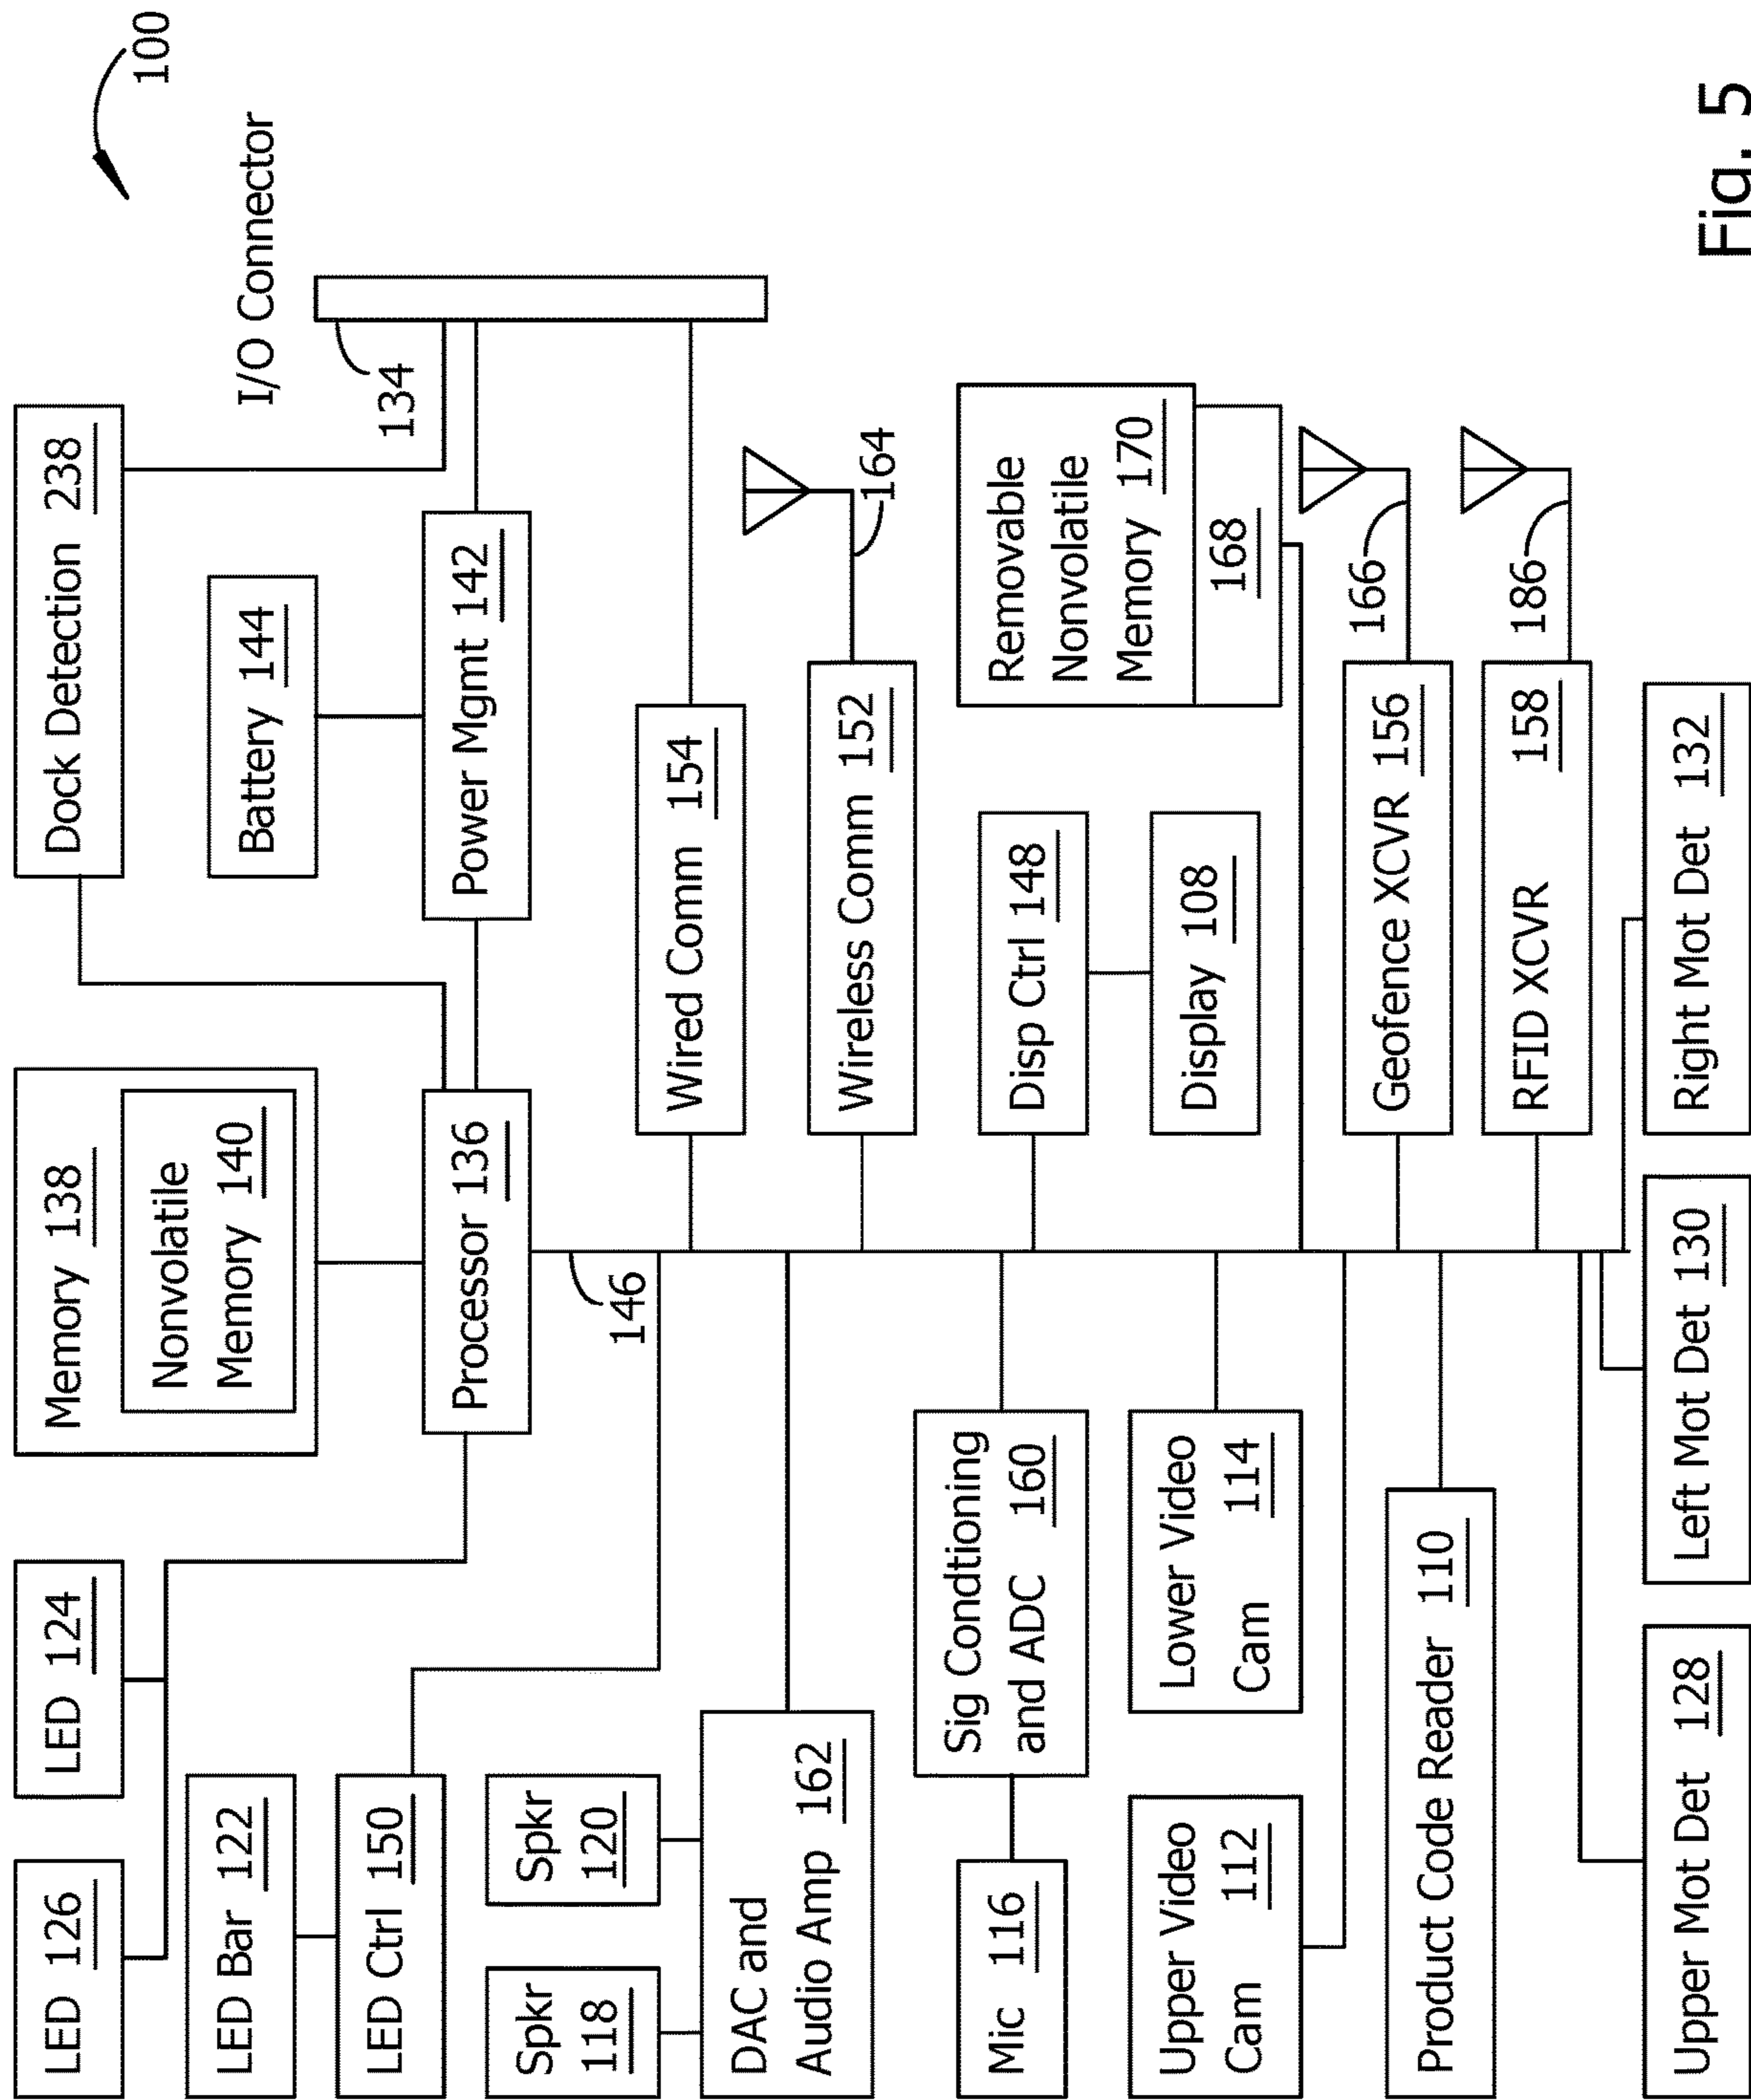 100
LED 126
LED 124
Memory 138
Nonvolatile
Memory 140
Dock Detection 238
I/O Connector
LED Bar 122
Battery 144
134
LED Ctrl 150
Processor 136
Power Mgmt 142
Spkr
118
Spkr
120
146
DAC and
Audio Amp 162
Wired Comm 154
Wireless Comm 152
164
Mic 116
Sig Conditioning
and ADC 160
Disp Ctrl 148
Removable
Nonvolatile
Memory 170
168
Upper Video
Cam 112
Lower Video
Cam 114
Display 108
Product Code Reader 110
Geofence XCVR 156
166
RFID XCVR 158
186
Upper Mot Det 128
Left Mot Det 130
Right Mot Det 132
Fig. 5